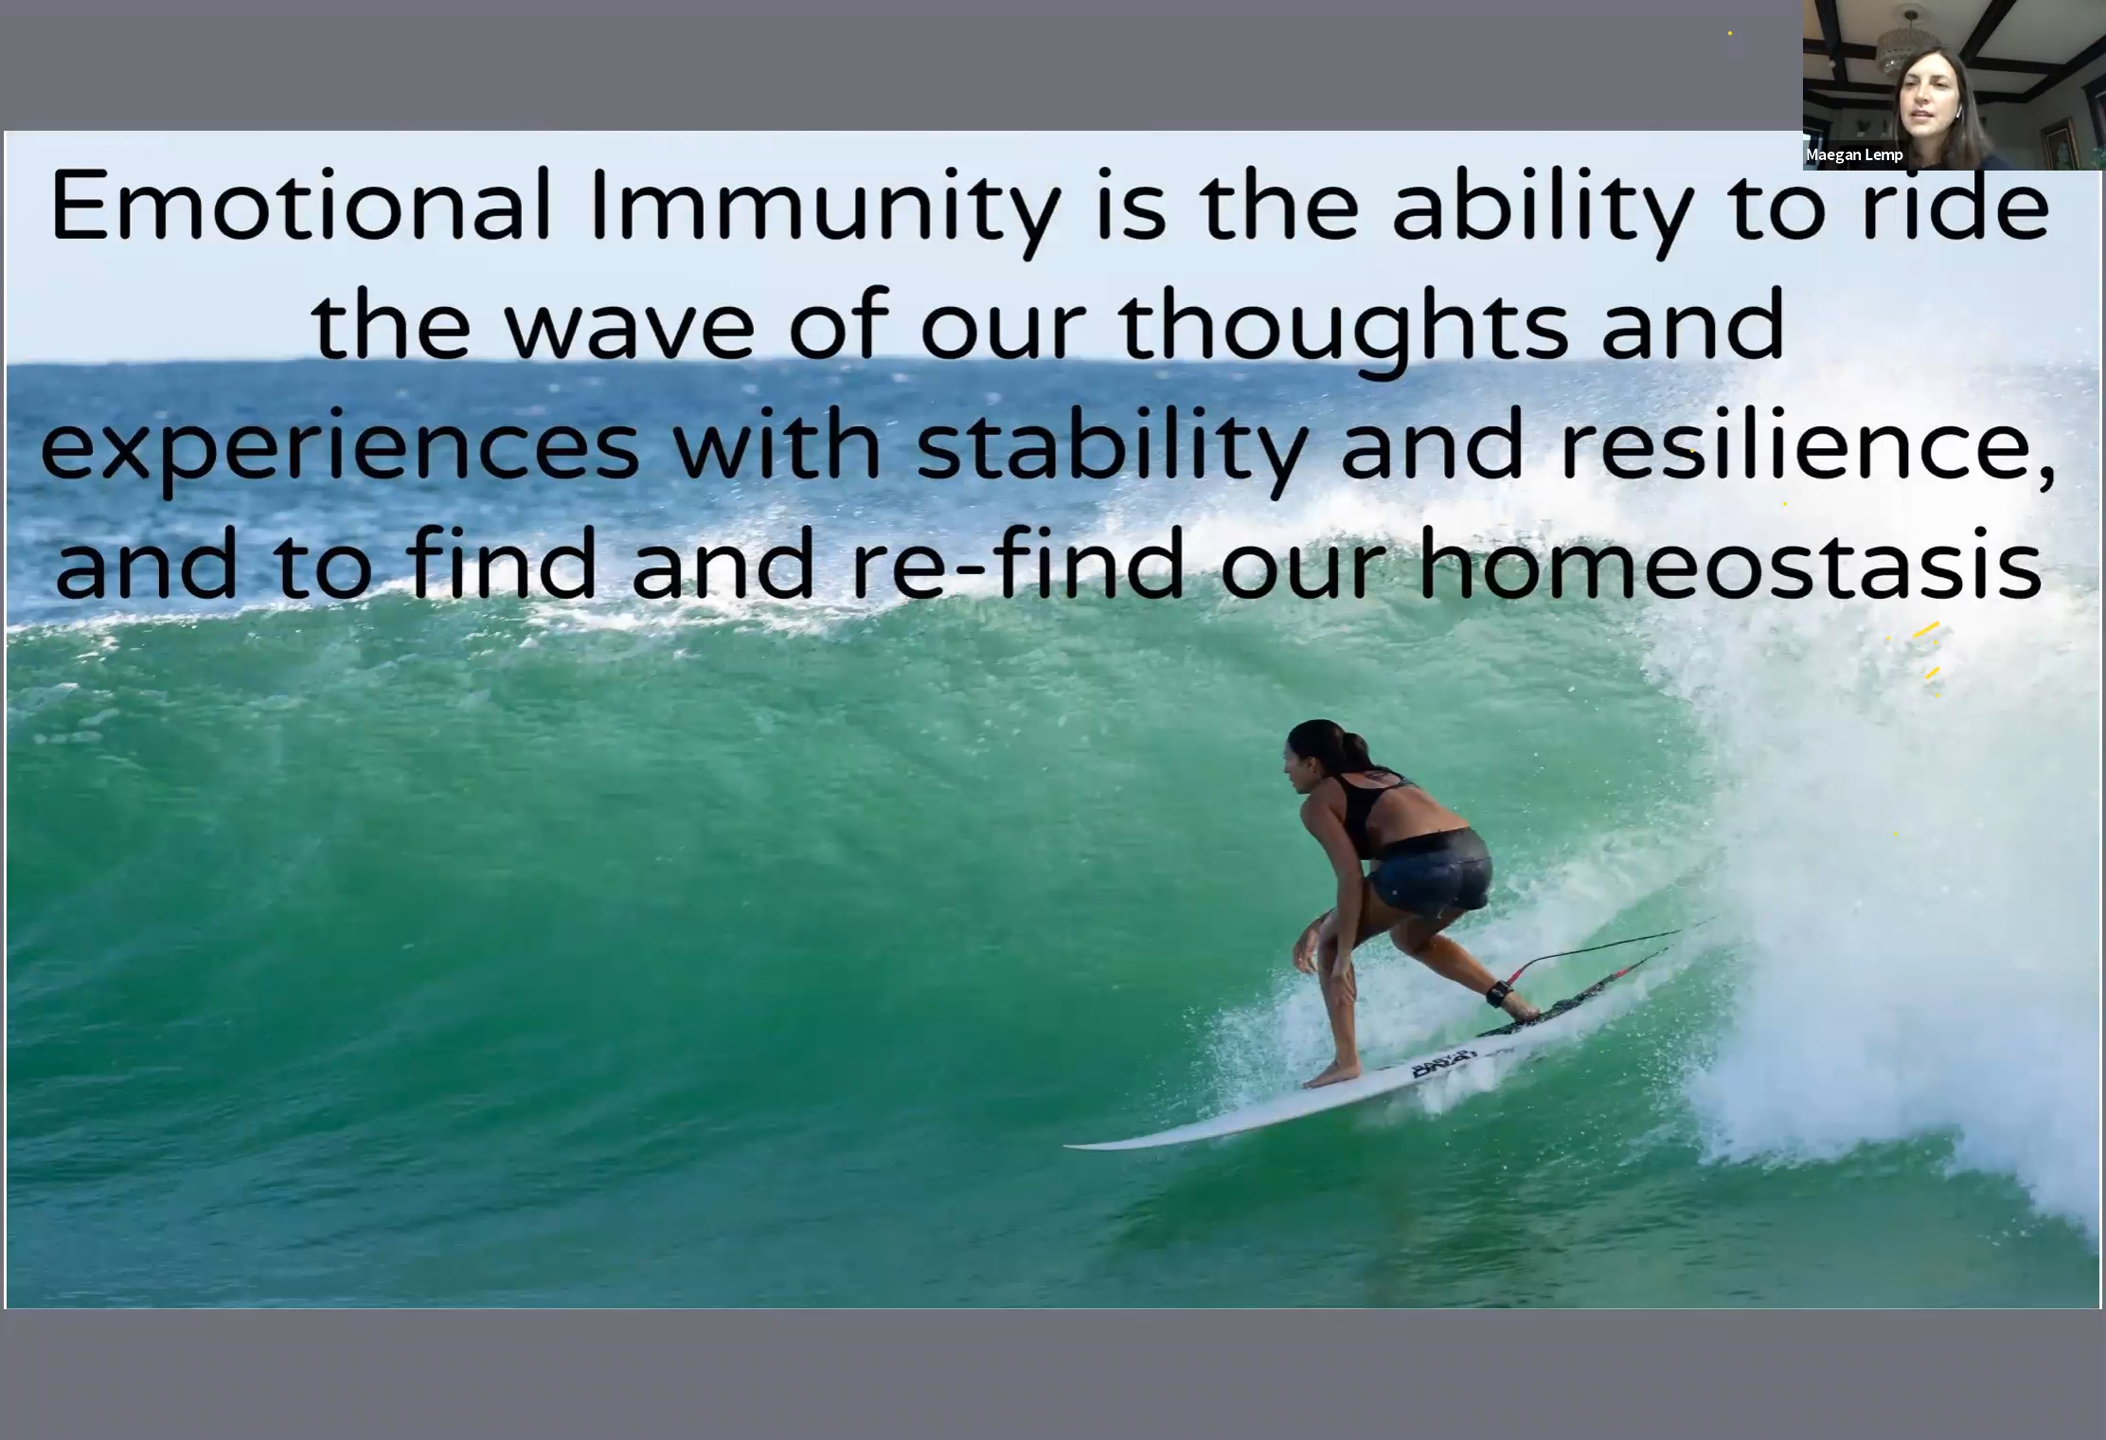 Maegan Lemp
Emotional Immunity is the ability to ride
the wave of our thoughts and
experiences with stability and resilience,
and to find and re-find our homeostasis